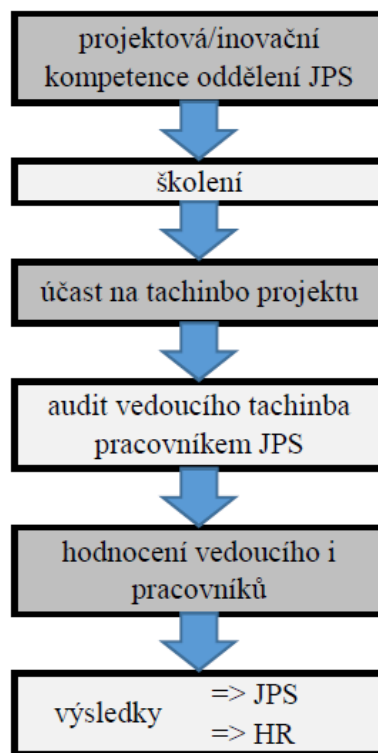 projektová/inovační
kompetence oddělení JPS
školení
účast na tachinbo projektu
audit vedoucího tachinba
pracovníkem JPS
hodnocení vedoucího i
pracovníků
výsledky => JPS
=> HR